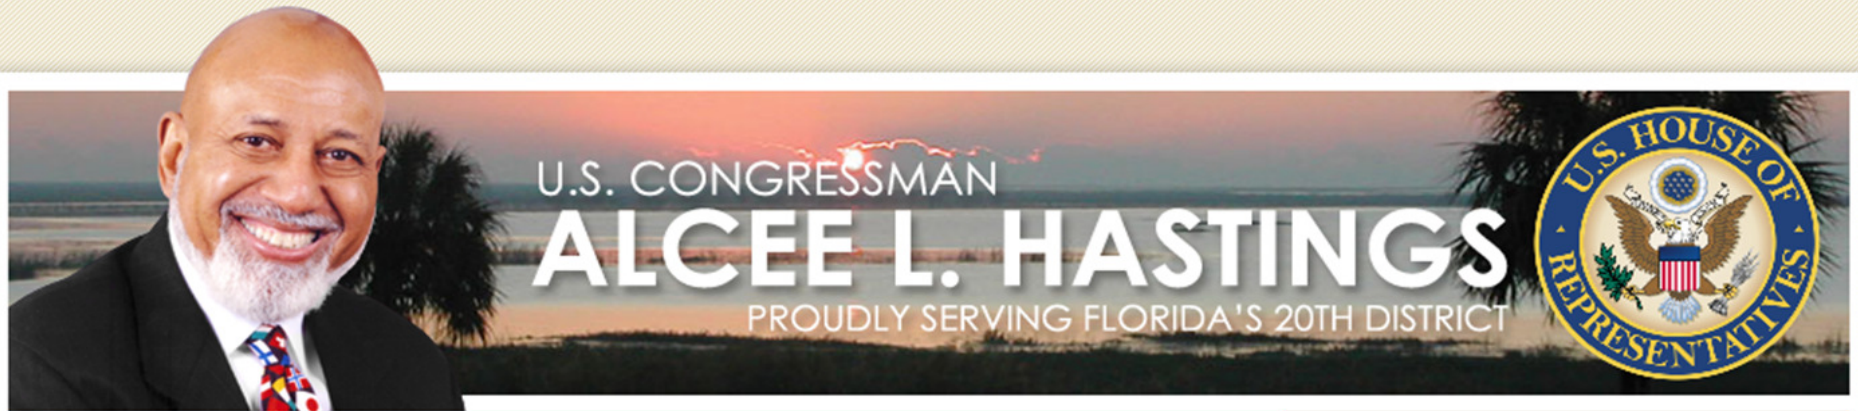 U.S. CONGRESSMAN
ALCEE L. HASTINGS
PROUDLY SERVING FLORIDA'S 20TH DISTRICT
U.S. HOUSE OF
REPRESENTATIVES